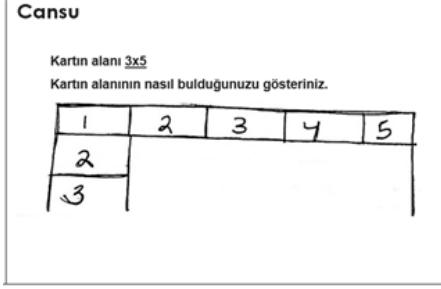 Cansu
Kartın alanı 3x5
Kartın alanının nasıl bulduğunuzu gösteriniz.
1 2 3 4 5
2
3